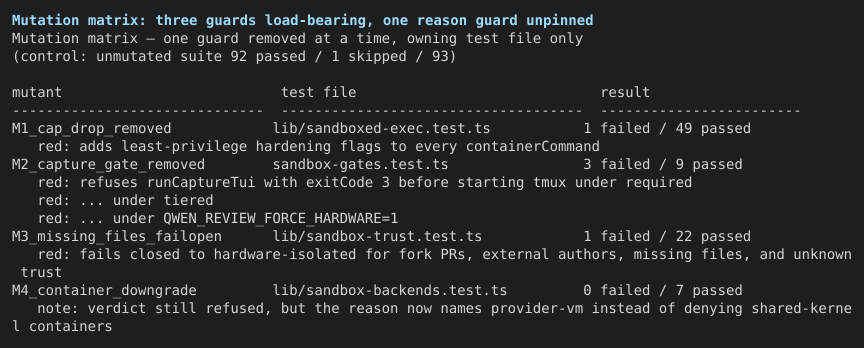 Mutation matrix: three guards load-bearing, one reason guard unpinned
Mutation matrix — one guard removed at a time, owning test file only
(control: unmutated suite 92 passed / 1 skipped / 93)
mutant test file result
------------------------------ ------------------------------------ ------------------------
M1_cap_drop_removed lib/sandboxed-exec.test.ts 1 failed / 49 passed
red: adds least-privilege hardening flags to every containerCommand
M2_capture_gate_removed sandbox-gates.test.ts 3 failed / 9 passed
red: refuses runCaptureTui with exitCode 3 before starting tmux under required
red: ... under tiered
red: ... under QWEN_REVIEW_FORCE_HARDWARE=1
M3_missing_files_failopen lib/sandbox-trust.test.ts 1 failed / 22 passed
red: fails closed to hardware-isolated for fork PRs, external authors, missing files, and unknown
trust
M4_container_downgrade lib/sandbox-backends.test.ts 0 failed / 7 passed
note: verdict still refused, but the reason now names provider-vm instead of denying shared-kerne
l containers